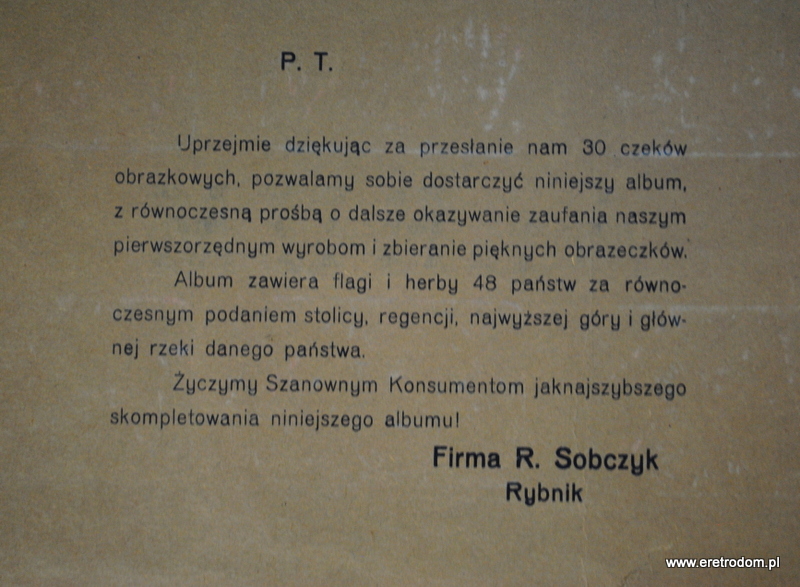 P. T.
Uprzejmie dziękując za przesłanie nam 30 czeków
obrazkowych, pozwalamy sobie dostarczyć niniejszy album,
z równoczesną prośbą o dalsze okazywanie zaufania naszym
pierwszorzędnym wyrobom i zbieranie pięknych obrazeczków.
Album zawiera flagi i herby 48 państw za równo-
czesnym podaniem stolicy, regencji, najwyższej góry i głów-
nej rzeki danego państwa.
Życzymy Szanownym Konsumentom jaknajszybszego
skompletowania niniejszego albumu!
Firma R. Sobczyk
Rybnik
www.eretrodom.pl